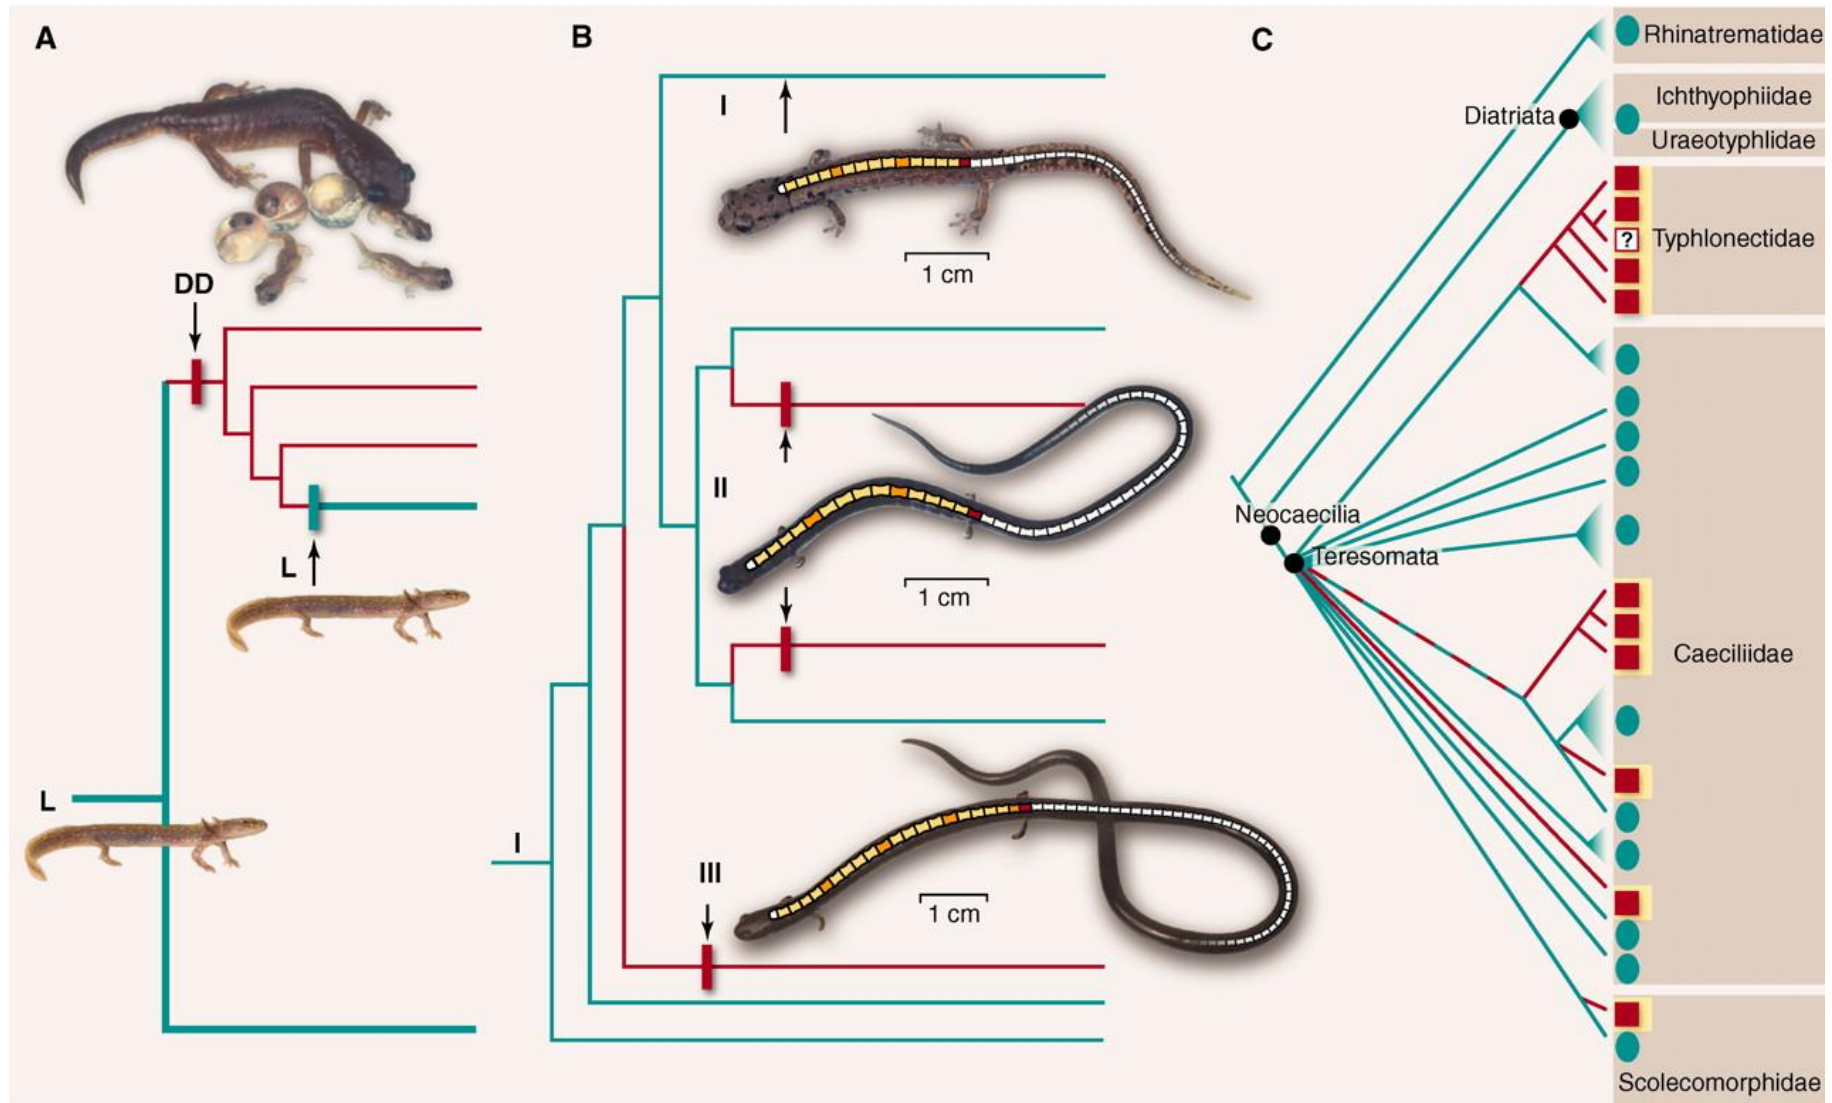 A
B
C
DD
L
L
I
I
1 cm
II
1 cm
III
1 cm
Rhinatrematidae
Diatriata
Ichthyophiidae
Uraeotyphlidae
?
Typhlonectidae
Neocaecilia
Teresomata
Caeciliidae
Scolecomorphidae